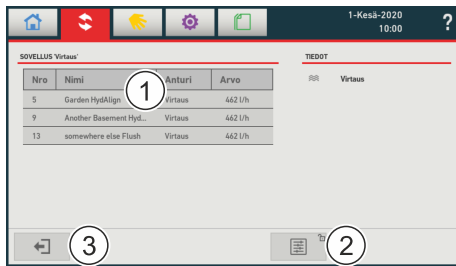 1-Kesä-2020
10:00
?
SOVELLUS 'Virtaus'
TIEDOT
Nro Nimi Anturi Arvo
5 Garden HydAlign Virtaus 462 l/h
9 Another Basement Hyd... Virtaus 462 l/h
13 somewhere else Flush Virtaus 462 l/h
Virtaus
1
3
2